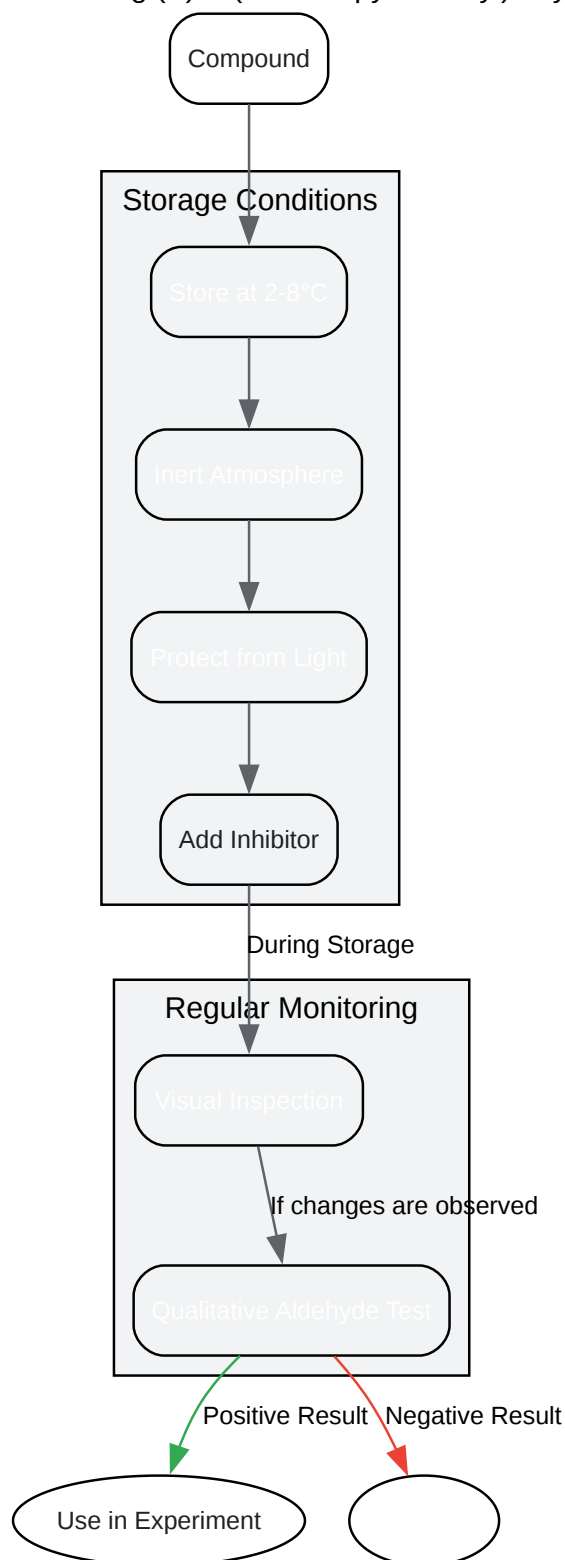 Compound
Storage Conditions
Store at 2-8°C
Inert Atmosphere
Protect from Light
Add Inhibitor
During Storage
Regular Monitoring
Visual Inspection
If changes are observed
Qualitative Aldehyde Test
Positive Result
Negative Result
Use in Experiment